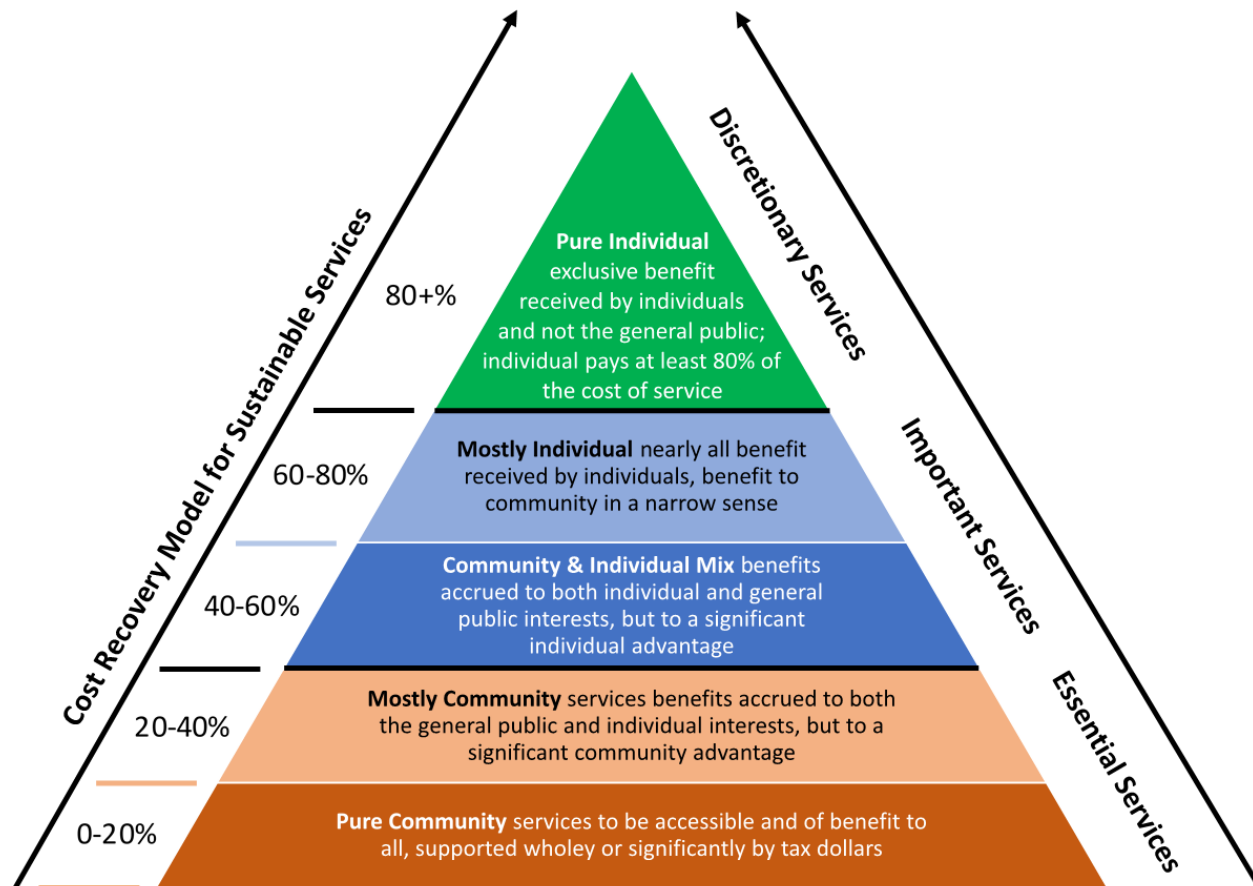 Cost Recovery Model for Sustainable Services
Discretionary Services
Important Services
Essential Services
80+%
Pure Individual
exclusive benefit
received by individuals
and not the general public;
individual pays at least 80% of
the cost of service
60-80%
Mostly Individual nearly all benefit
received by individuals, benefit to
community in a narrow sense
40-60%
Community & Individual Mix benefits
accrued to both individual and general
public interests, but to a significant
individual advantage
20-40%
Mostly Community services benefits accrued to both
the general public and individual interests, but to a
significant community advantage
0-20%
Pure Community services to be accessible and of benefit to
all, supported wholey or significantly by tax dollars